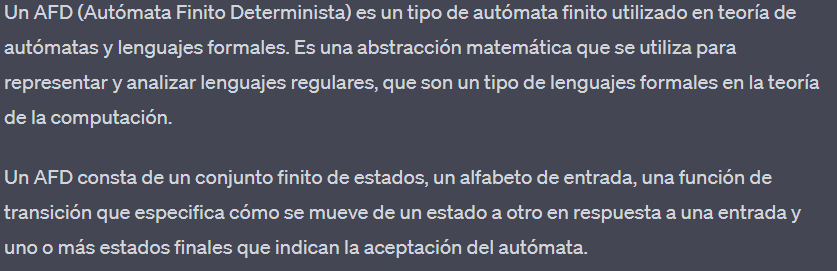 Un AFD (Autómata Finito Determinista) es un tipo de autómata finito utilizado en teoría de
autómatas y lenguajes formales. Es una abstracción matemática que se utiliza para
representar y analizar lenguajes regulares, que son un tipo de lenguajes formales en la teoría
de la computación.
Un AFD consta de un conjunto finito de estados, un alfabeto de entrada, una función de
transición que especifica cómo se mueve de un estado a otro en respuesta a una entrada y
uno o más estados finales que indican la aceptación del autómata.